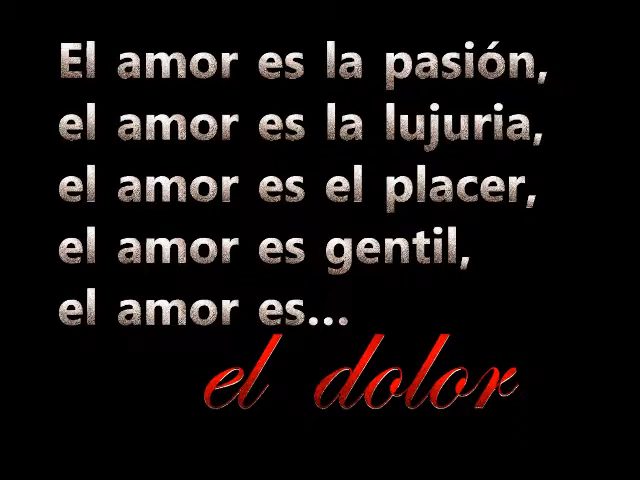 El amor es la pasión,
el amor es la lujuria,
el amor es el placer,
el amor es gentil,
el amor es...
el dolor